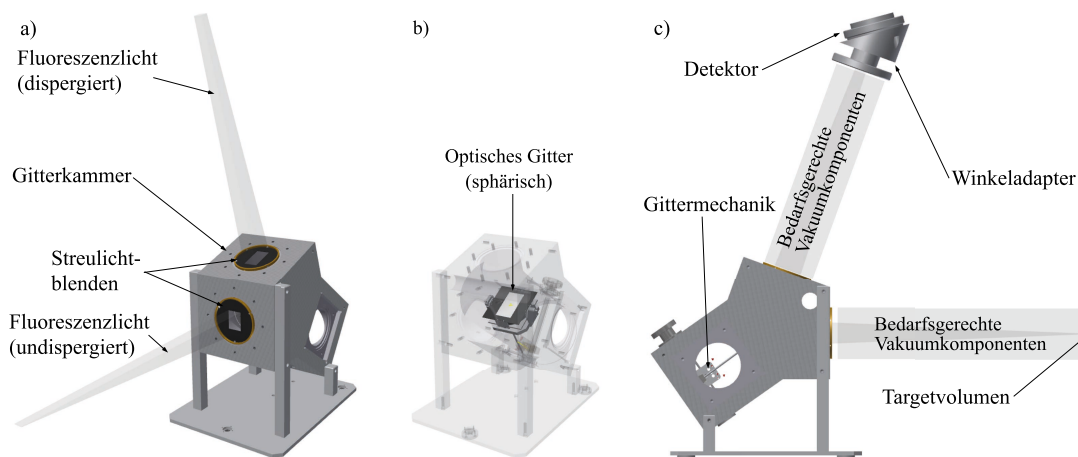 a)
Fluoreszenzlicht
(dispergiert)
Gitterkammer
Streulicht-
blenden
Fluoreszenzlicht
(undispergiert)
b)
Optisches Gitter
(sphärisch)
c)
Detektor
Bedarfsgerechte
Vakuumkomponenten
Winkeladapter
Gittermechanik
Bedarfsgerechte
Vakuumkomponenten
Targetvolumen